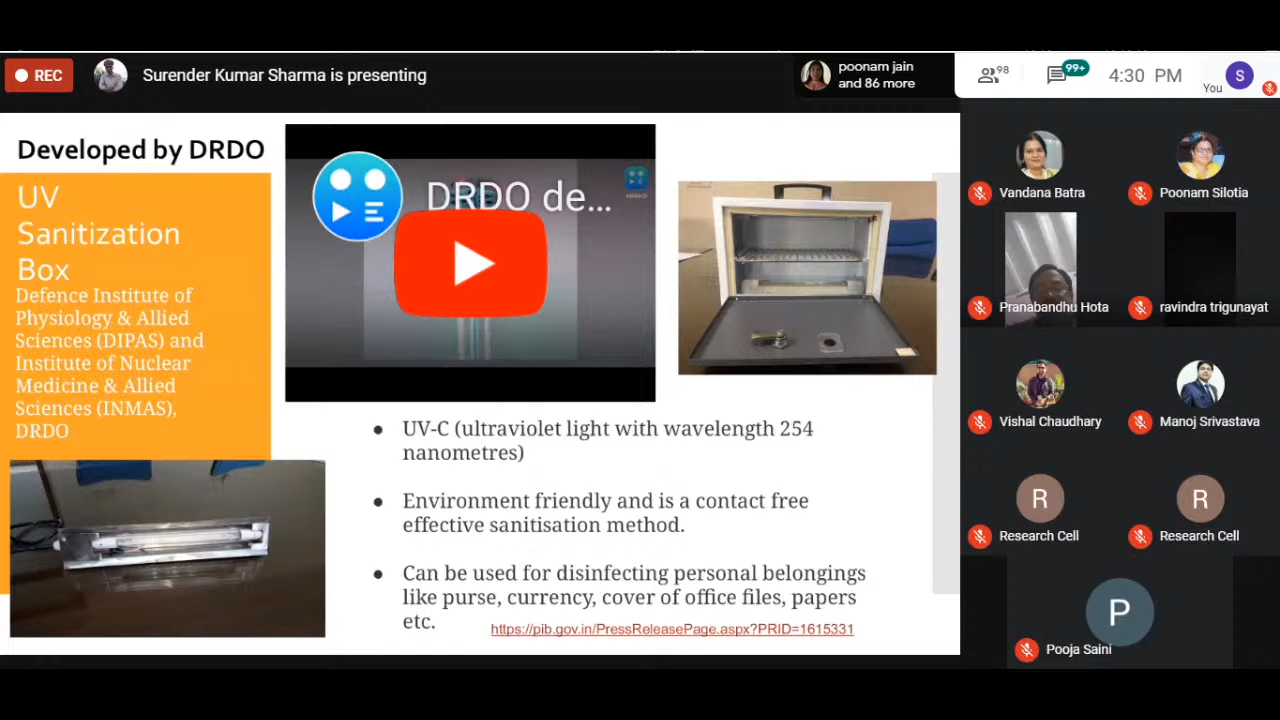 REC
Surender Kumar Sharma is presenting
poonam jain
and 86 more
98
99+
4:30 PM
You
S
Developed by DRDO
UV
Sanitization
Box
Defence Institute of
Physiology & Allied
Sciences (DIPAS) and
Institute of Nuclear
Medicine & Allied
Sciences (INMAS),
DRDO
DRDO de...
● UV-C (ultraviolet light with wavelength 254
nanometres)
● Environment friendly and is a contact free
effective sanitisation method.
● Can be used for disinfecting personal belongings
like purse, currency, cover of office files, papers
etc.
https://pib.gov.in/PressReleasePage.aspx?PRID=1615331
Vandana Batra
Poonam Silotia
Pranabandhu Hota
ravindra trigunayat
Vishal Chaudhary
Manoj Srivastava
R
R
Research Cell
Research Cell
P
Pooja Saini